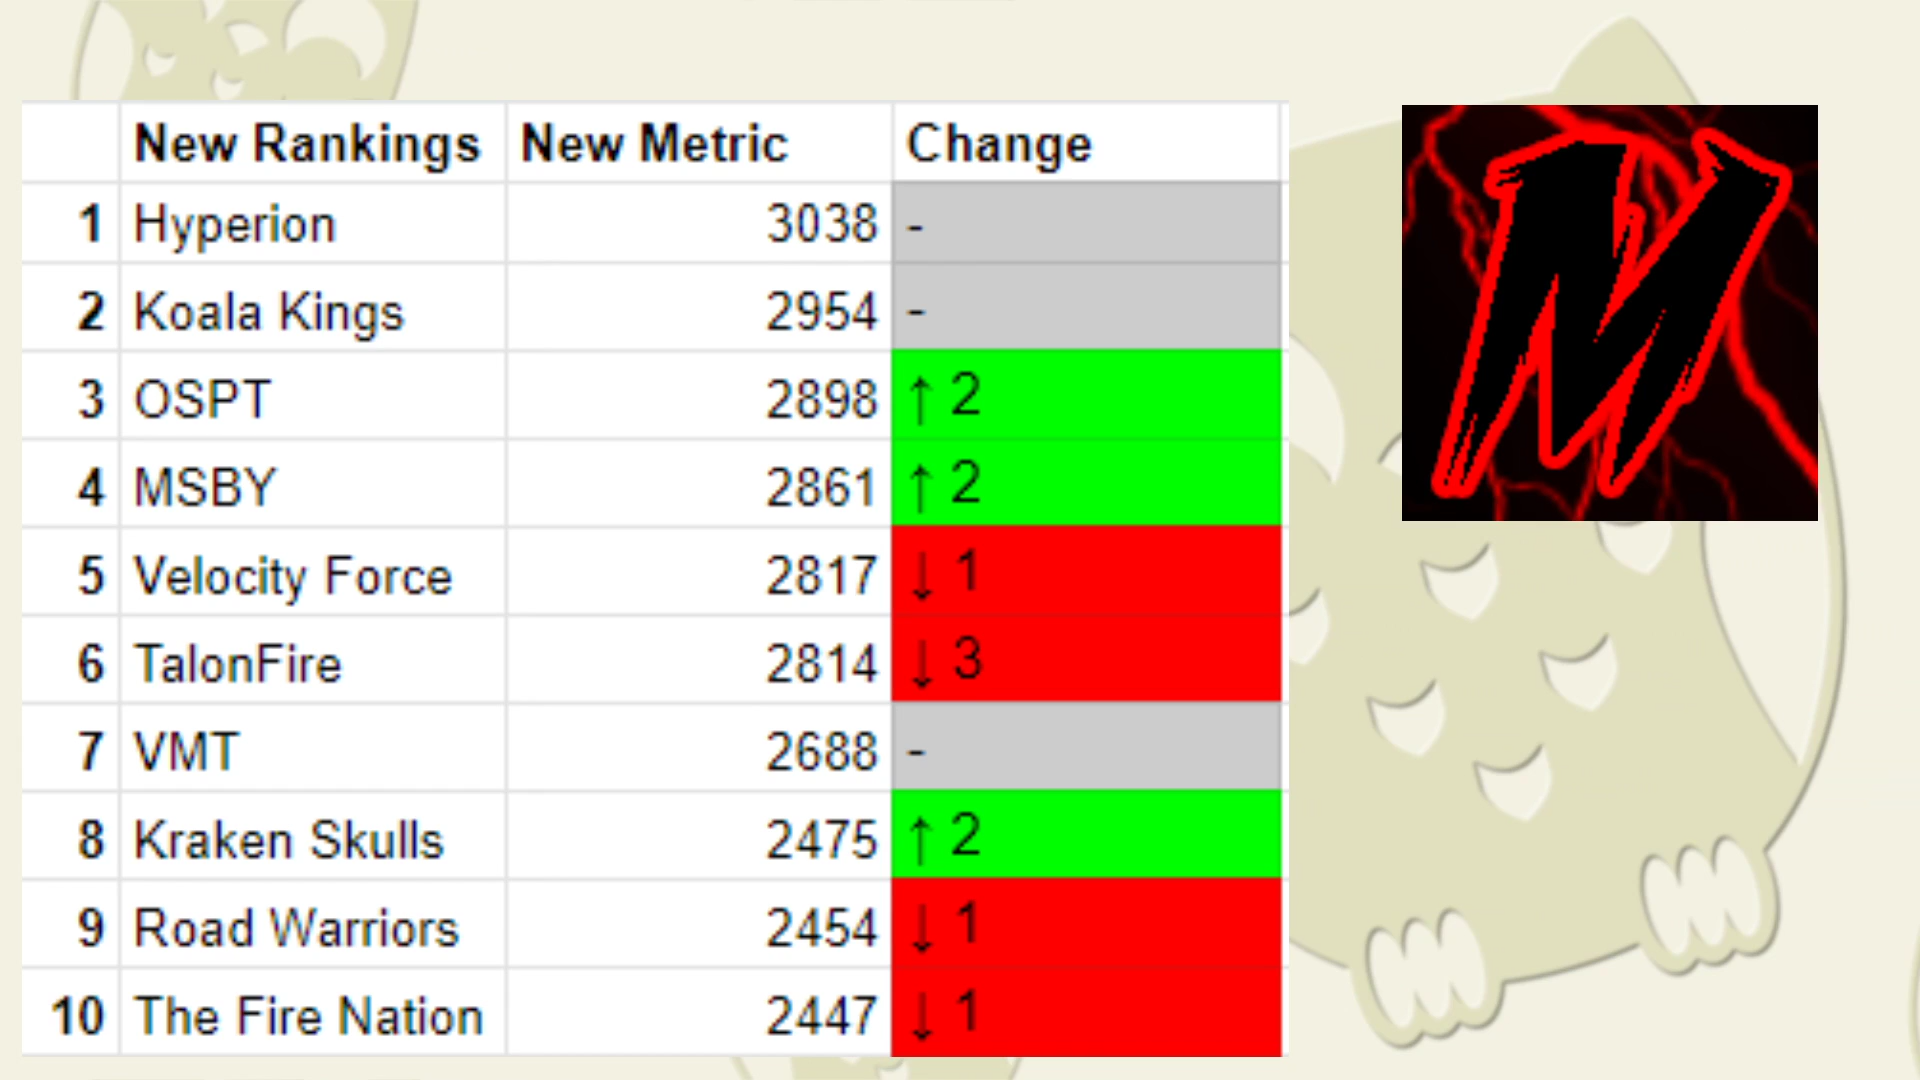 New Rankings New Metric Change
1 Hyperion 3038 -
2 Koala Kings 2954 -
3 OSPT 2898 ↑ 2
4 MSBY 2861 ↑ 2
5 Velocity Force 2817 ↓ 1
6 TalonFire 2814 ↓ 3
7 VMT 2688 -
8 Kraken Skulls 2475 ↑ 2
9 Road Warriors 2454 ↓ 1
10 The Fire Nation 2447 ↓ 1
M